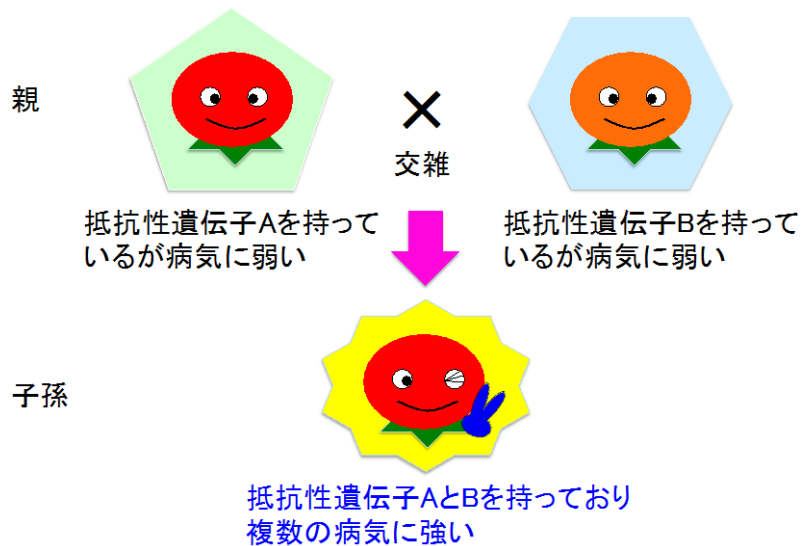 親
×
交雑
抵抗性遺伝子Aを持って
いるが病気に弱い
抵抗性遺伝子Bを持って
いるが病気に弱い
子孫
抵抗性遺伝子AとBを持っており
複数の病気に強い